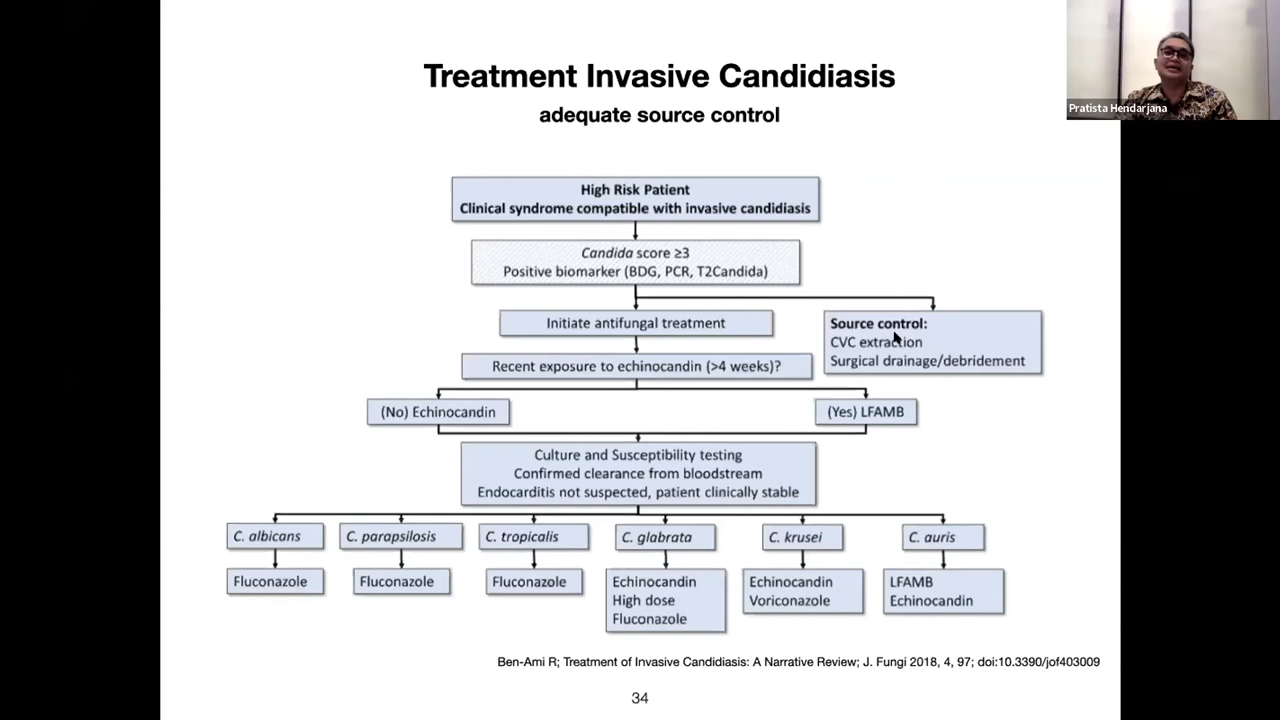 Treatment Invasive Candidiasis
adequate source control
Pratista Hendarjana
High Risk Patient
Clinical syndrome compatible with invasive candidiasis
Candida score ≥3
Positive biomarker (BDG, PCR, T2Candida)
Initiate antifungal treatment
Source control:
CVC extraction
Surgical drainage/debridement
Recent exposure to echinocandin (>4 weeks)?
(No) Echinocandin
(Yes) LFAMB
Culture and Susceptibility testing
Confirmed clearance from bloodstream
Endocarditis not suspected, patient clinically stable
C. albicans
C. parapsilosis
C. tropicalis
C. glabrata
C. krusei
C. auris
Fluconazole
Fluconazole
Fluconazole
Echinocandin
High dose
Fluconazole
Echinocandin
Voriconazole
LFAMB
Echinocandin
Ben-Ami R; Treatment of Invasive Candidiasis: A Narrative Review; J. Fungi 2018, 4, 97; doi:10.3390/jof403009
34